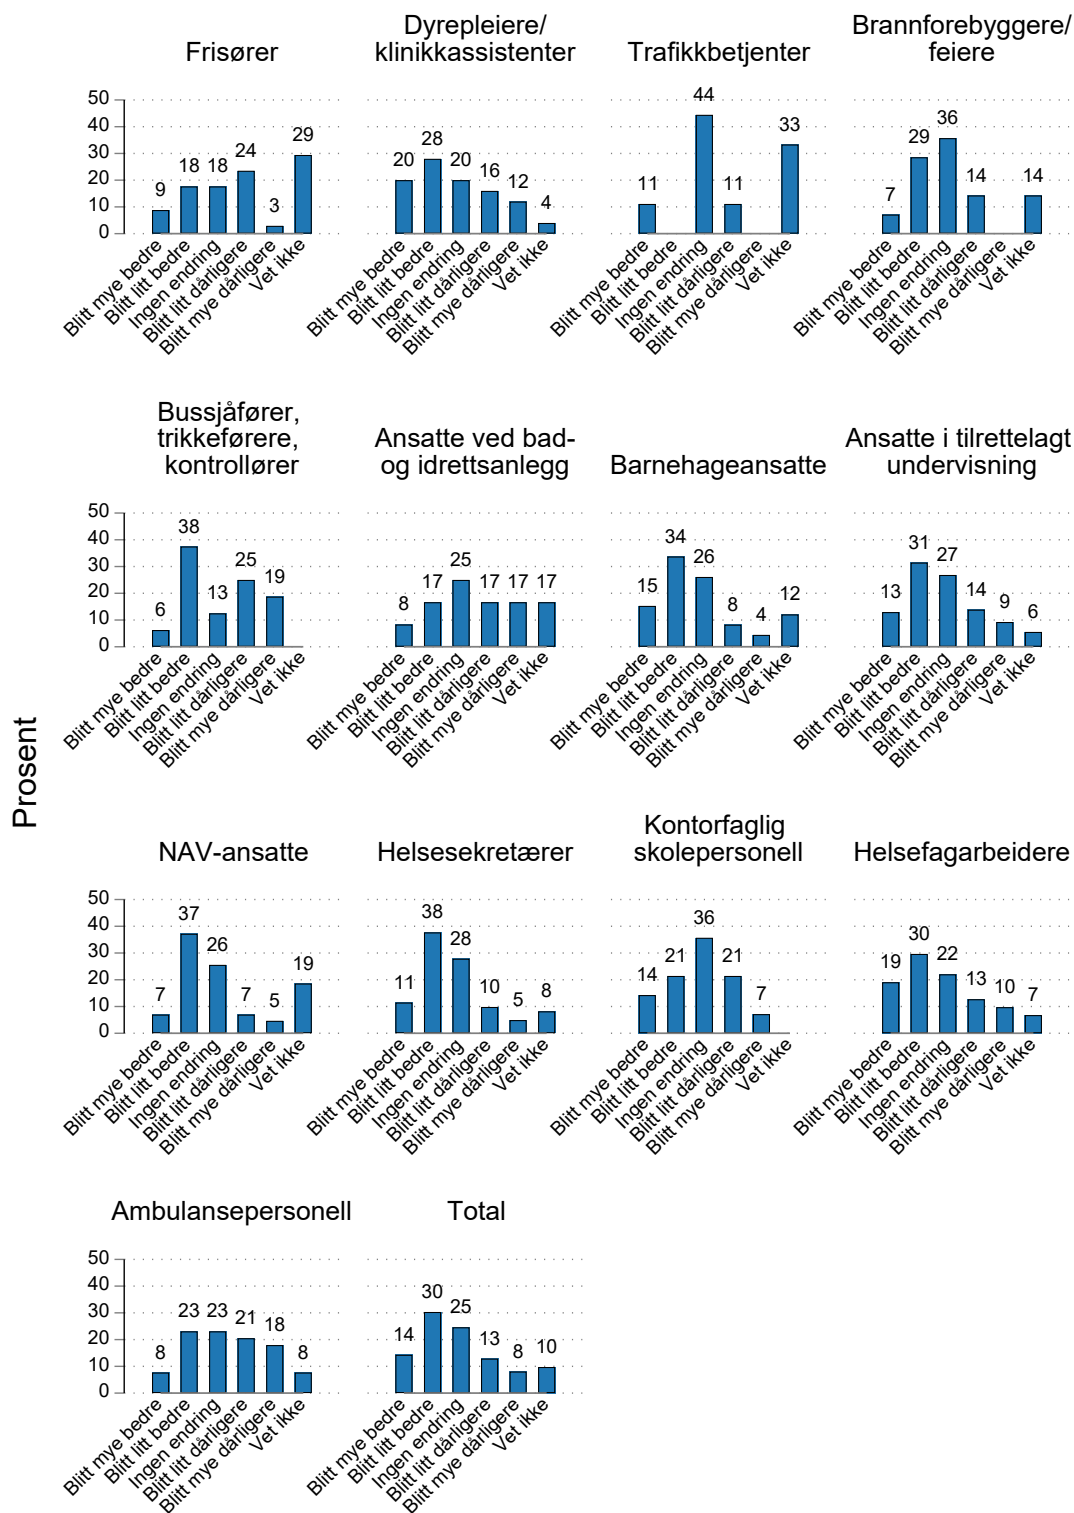 Prosent
Frisører
50
40
30
20
10
0
9
18
18
24
3
29
Blitt mye bedre
Blitt litt bedre
Ingen endring
Blitt litt dårligere
Blitt mye dårligere
Vet ikke
Dyrepleiere/
klinikkassistenter
20
28
20
16
12
4
Blitt mye bedre
Blitt litt bedre
Ingen endring
Blitt litt dårligere
Blitt mye dårligere
Vet ikke
Trafikkbetjenter
11
44
11
33
Blitt mye bedre
Blitt litt bedre
Ingen endring
Blitt litt dårligere
Blitt mye dårligere
Vet ikke
Brannforebyggere/
feiere
7
29
36
14
14
Blitt mye bedre
Blitt litt bedre
Ingen endring
Blitt litt dårligere
Blitt mye dårligere
Vet ikke
Bussjåfører,
trikkeførere,
kontrollører
50
40
30
20
10
0
6
38
13
25
19
Blitt mye bedre
Blitt litt bedre
Ingen endring
Blitt litt dårligere
Blitt mye dårligere
Vet ikke
Ansatte ved bad-
og idrettsanlegg
8
17
25
17
17
17
Blitt mye bedre
Blitt litt bedre
Ingen endring
Blitt litt dårligere
Blitt mye dårligere
Vet ikke
Barnehageansatte
15
34
26
8
4
12
Blitt mye bedre
Blitt litt bedre
Ingen endring
Blitt litt dårligere
Blitt mye dårligere
Vet ikke
Ansatte i tilrettelagt
undervisning
13
31
27
14
9
6
Blitt mye bedre
Blitt litt bedre
Ingen endring
Blitt litt dårligere
Blitt mye dårligere
Vet ikke
NAV-ansatte
50
40
30
20
10
0
7
37
26
7
5
19
Blitt mye bedre
Blitt litt bedre
Ingen endring
Blitt litt dårligere
Blitt mye dårligere
Vet ikke
Helsesekretærer
11
38
28
10
5
8
Blitt mye bedre
Blitt litt bedre
Ingen endring
Blitt litt dårligere
Blitt mye dårligere
Vet ikke
Kontorfaglig
skolepersonell
14
21
36
21
7
Blitt mye bedre
Blitt litt bedre
Ingen endring
Blitt litt dårligere
Blitt mye dårligere
Vet ikke
Helsefagarbeidere
19
30
22
13
10
7
Blitt mye bedre
Blitt litt bedre
Ingen endring
Blitt litt dårligere
Blitt mye dårligere
Vet ikke
Ambulansepersonell
50
40
30
20
10
0
8
23
23
21
18
8
Blitt mye bedre
Blitt litt bedre
Ingen endring
Blitt litt dårligere
Blitt mye dårligere
Vet ikke
Total
14
30
25
13
8
10
Blitt mye bedre
Blitt litt bedre
Ingen endring
Blitt litt dårligere
Blitt mye dårligere
Vet ikke